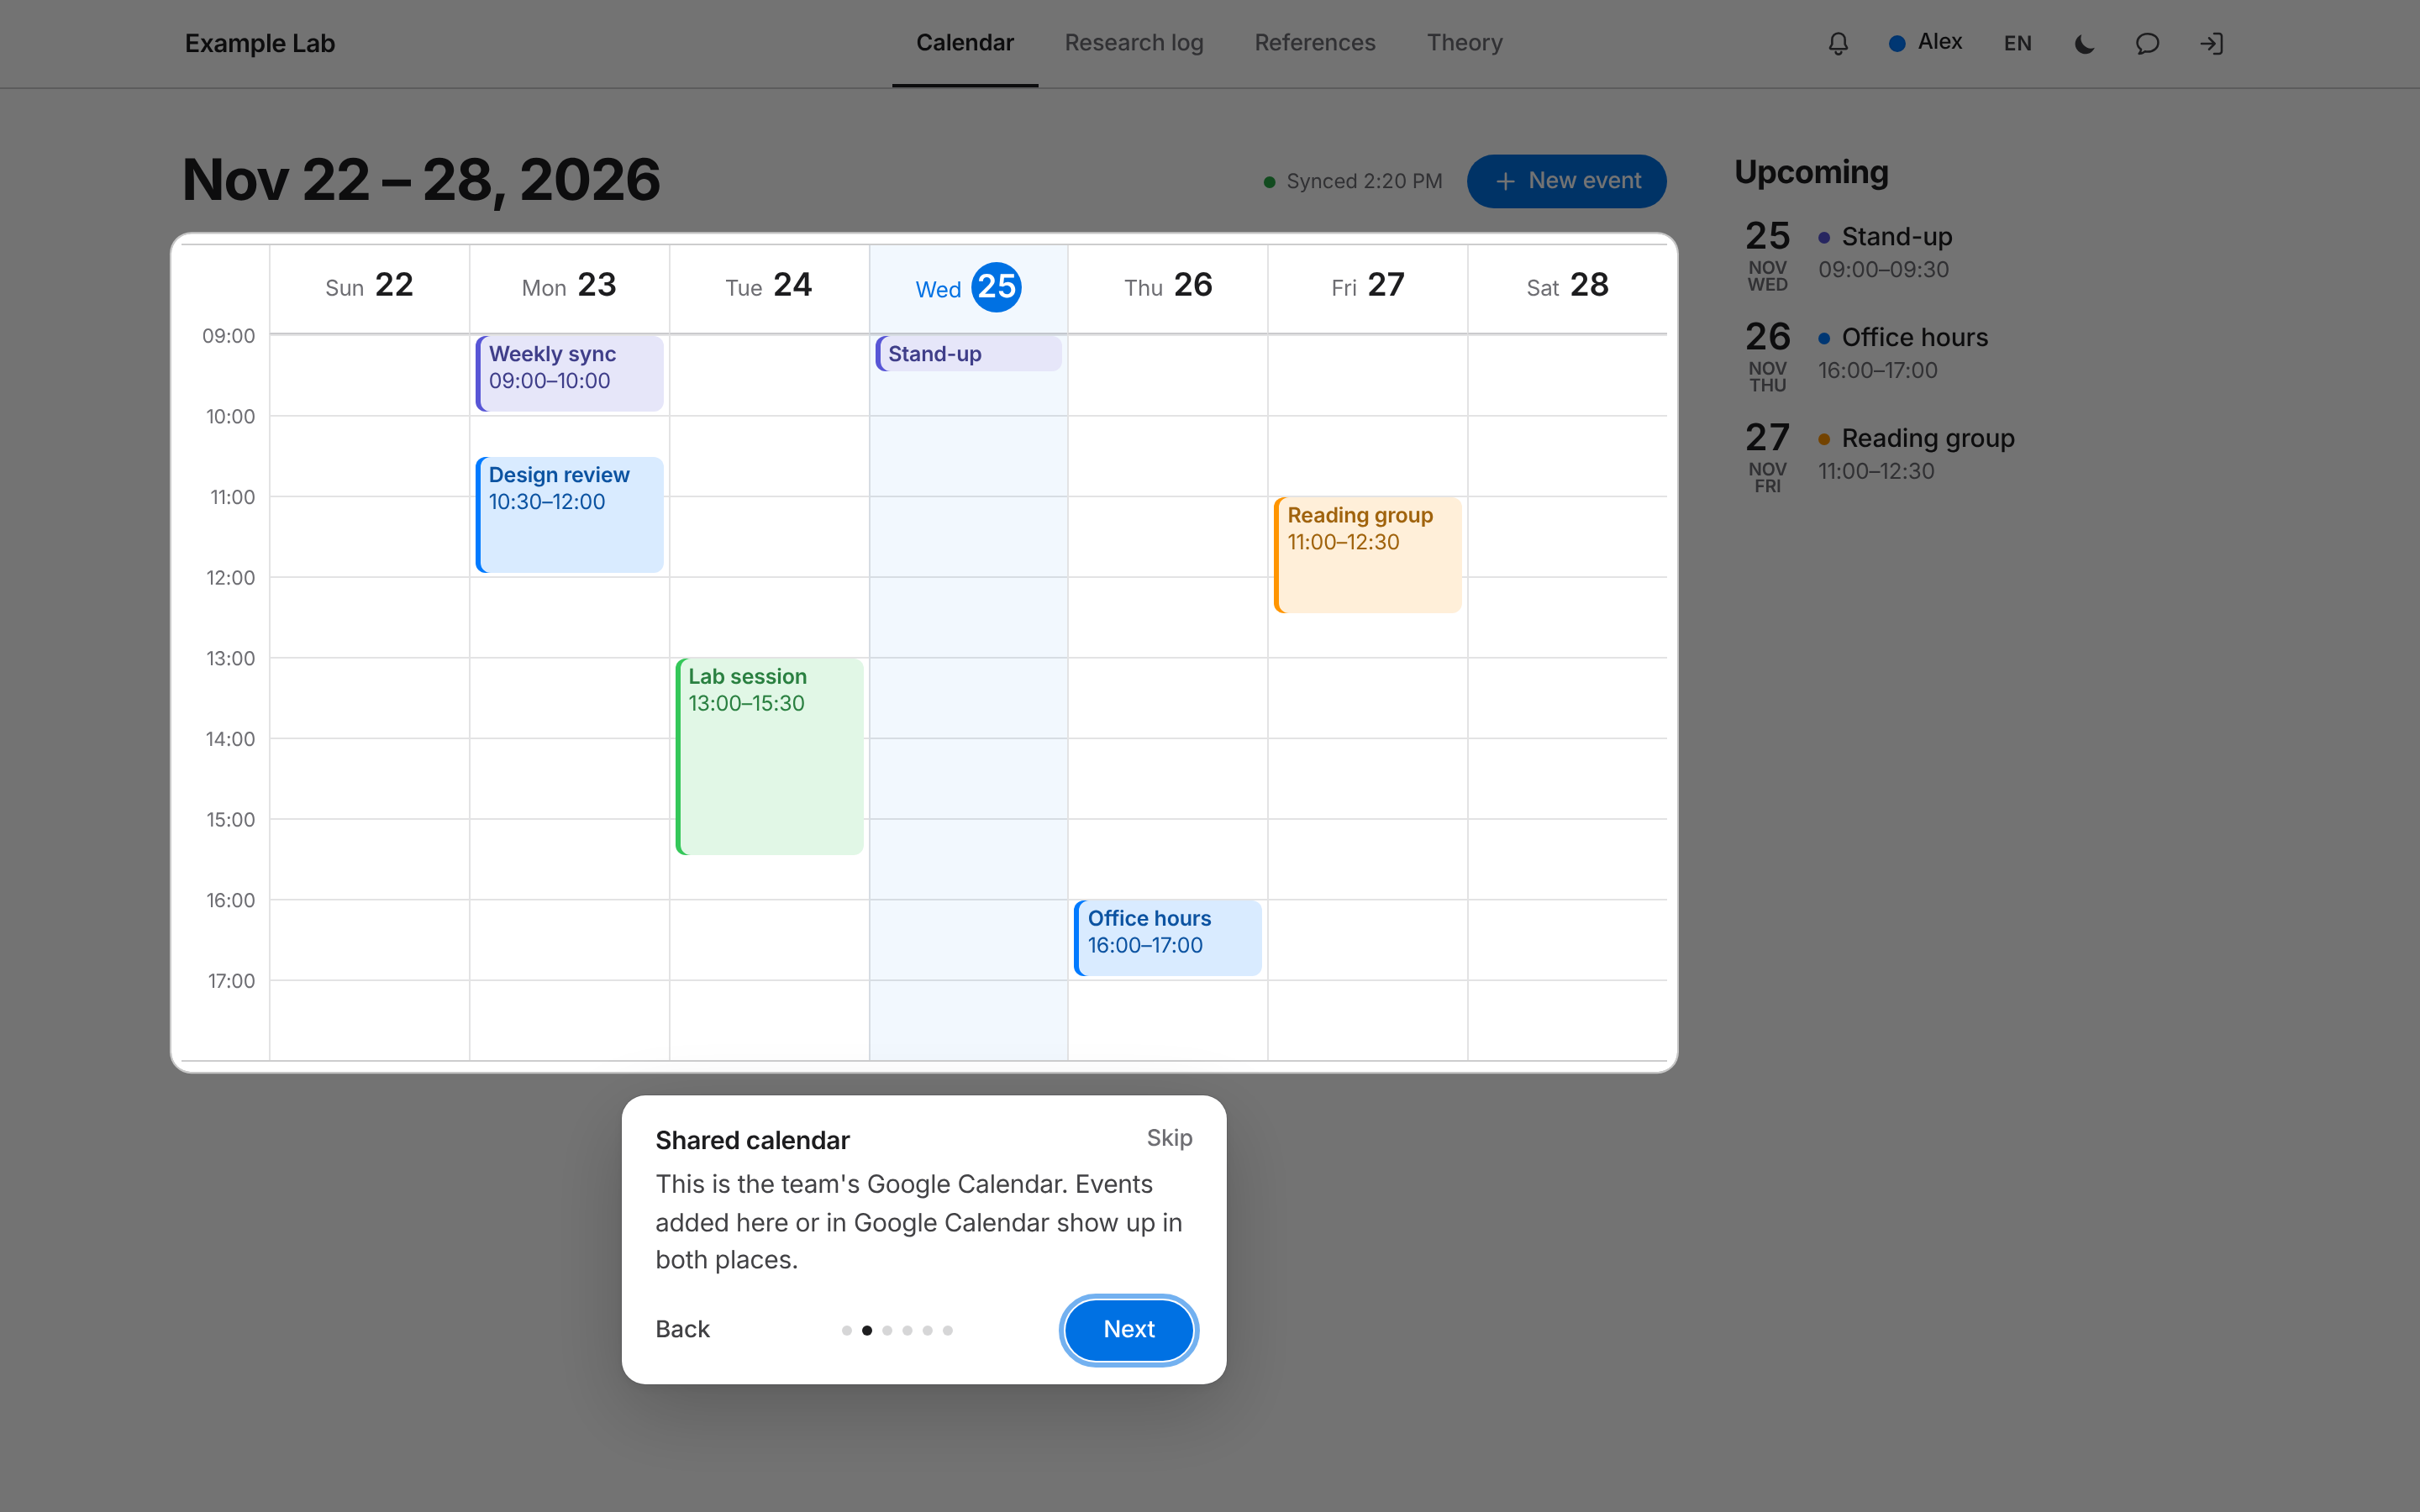 Example Lab
Calendar
Research log
References
Theory
Alex
EN
Nov 22 – 28, 2026
Synced 2:20 PM
New event
Sun 22
Mon 23
Tue 24
Wed 25
Thu 26
Fri 27
Sat 28
09:00
10:00
11:00
12:00
13:00
14:00
15:00
16:00
17:00
Weekly sync
09:00–10:00
Design review
10:30–12:00
Lab session
13:00–15:30
Stand-up
Office hours
16:00–17:00
Reading group
11:00–12:30
Upcoming
25
NOV
WED
Stand-up
09:00–09:30
26
NOV
THU
Office hours
16:00–17:00
27
NOV
FRI
Reading group
11:00–12:30
Shared calendar
Skip
This is the team's Google Calendar. Events
added here or in Google Calendar show up in
both places.
Back
Next